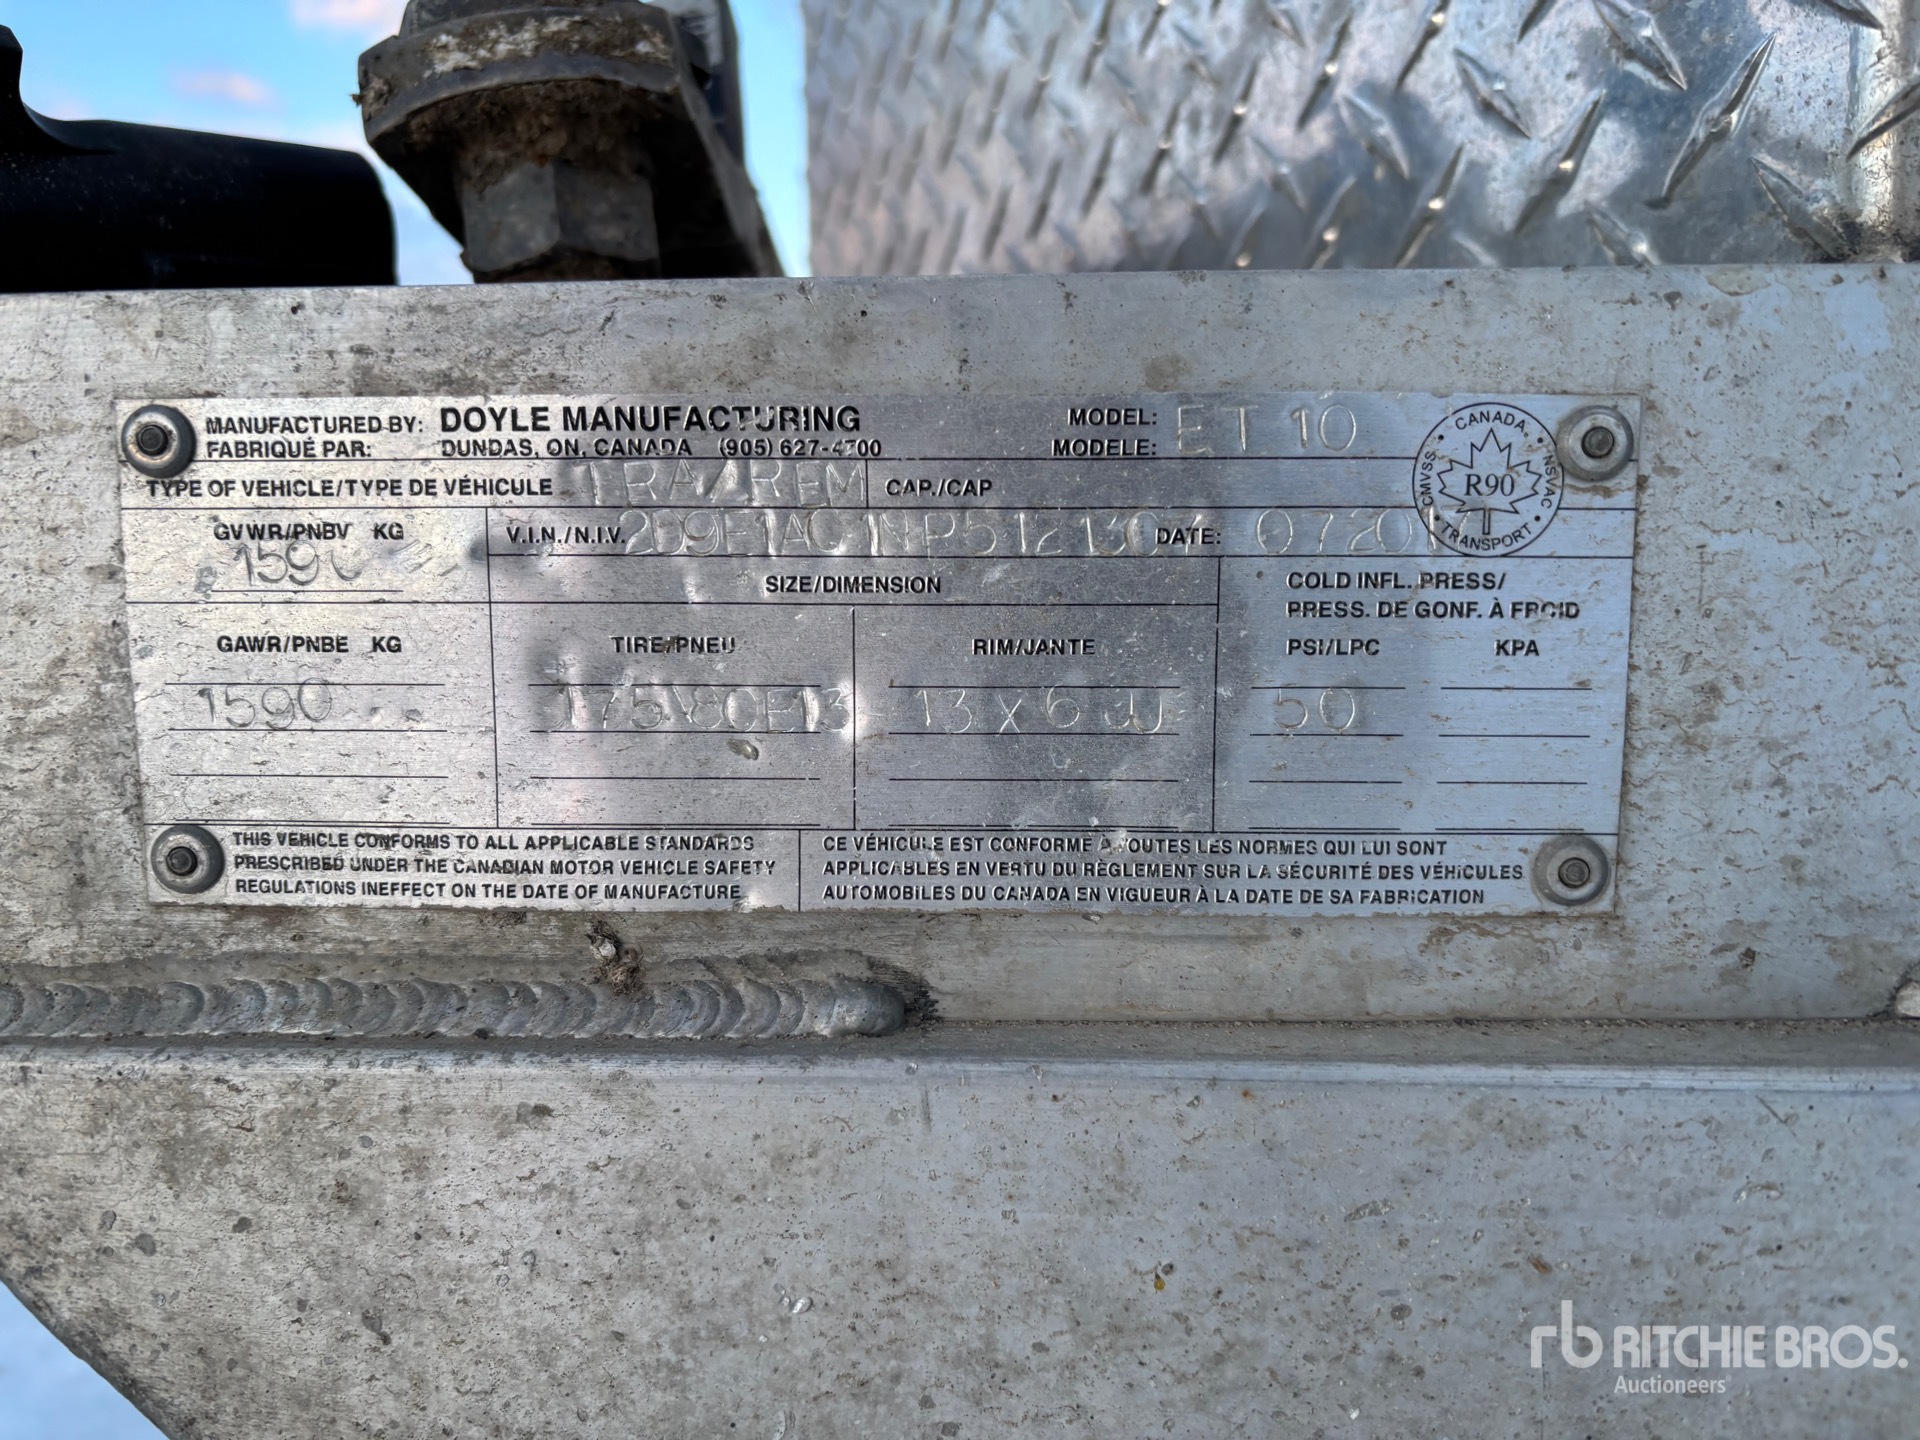 MANUFACTURED BY: DOYLE MANUFACTURING MODEL: ET 10
FABRIQUÉ PAR: DUNDAS, ON, CANADA (905) 627-4700 MODELE:
TYPE OF VEHICLE/TYPE DE VÉHICULE TRA/REM CAP./CAP
CANADA
CMVSS R90 NSVAC
TRANSPORT
GVWR/PNBV KG V.I.N./N.I.V. DATE:
1590
SIZE/DIMENSION COLD INFL. PRESS/
PRESS. DE GONF. À FROID
GAWR/PNBE KG TIRE/PNEU RIM/JANTE PSI/LPC KPA
1590 13 X 6 JJ 50
THIS VEHICLE CONFORMS TO ALL APPLICABLE STANDARDS
PRESCRIBED UNDER THE CANADIAN MOTOR VEHICLE SAFETY
REGULATIONS INEFFECT ON THE DATE OF MANUFACTURE
CE VÉHICULE EST CONFORME À TOUTES LES NORMES QUI LUI SONT
APPLICABLES EN VERTU DU RÈGLEMENT SUR LA SÉCURITÉ DES VÉHICULES
AUTOMOBILES DU CANADA EN VIGUEUR À LA DATE DE SA FABRICATION
rb RITCHIE BROS.
Auctioneers